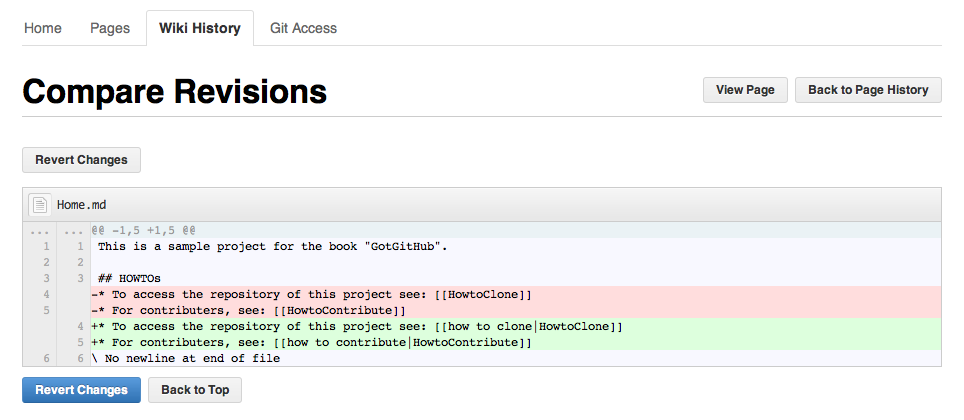 Home Pages Wiki History Git Access
Compare Revisions View Page Back to Page History
Revert Changes
Home.md
... ... @@ -1,5 +1,5 @@
1 1 This is a sample project for the book "GotGitHub".
2 2
3 3 ## HOWTOs
4 -* To access the repository of this project see: [[HowtoClone]]
5 -* For contributers, see: [[HowtoContribute]]
4 +* To access the repository of this project see: [[how to clone|HowtoClone]]
5 +* For contributers, see: [[how to contribute|HowtoContribute]]
6 6 \ No newline at end of file
Revert Changes Back to Top